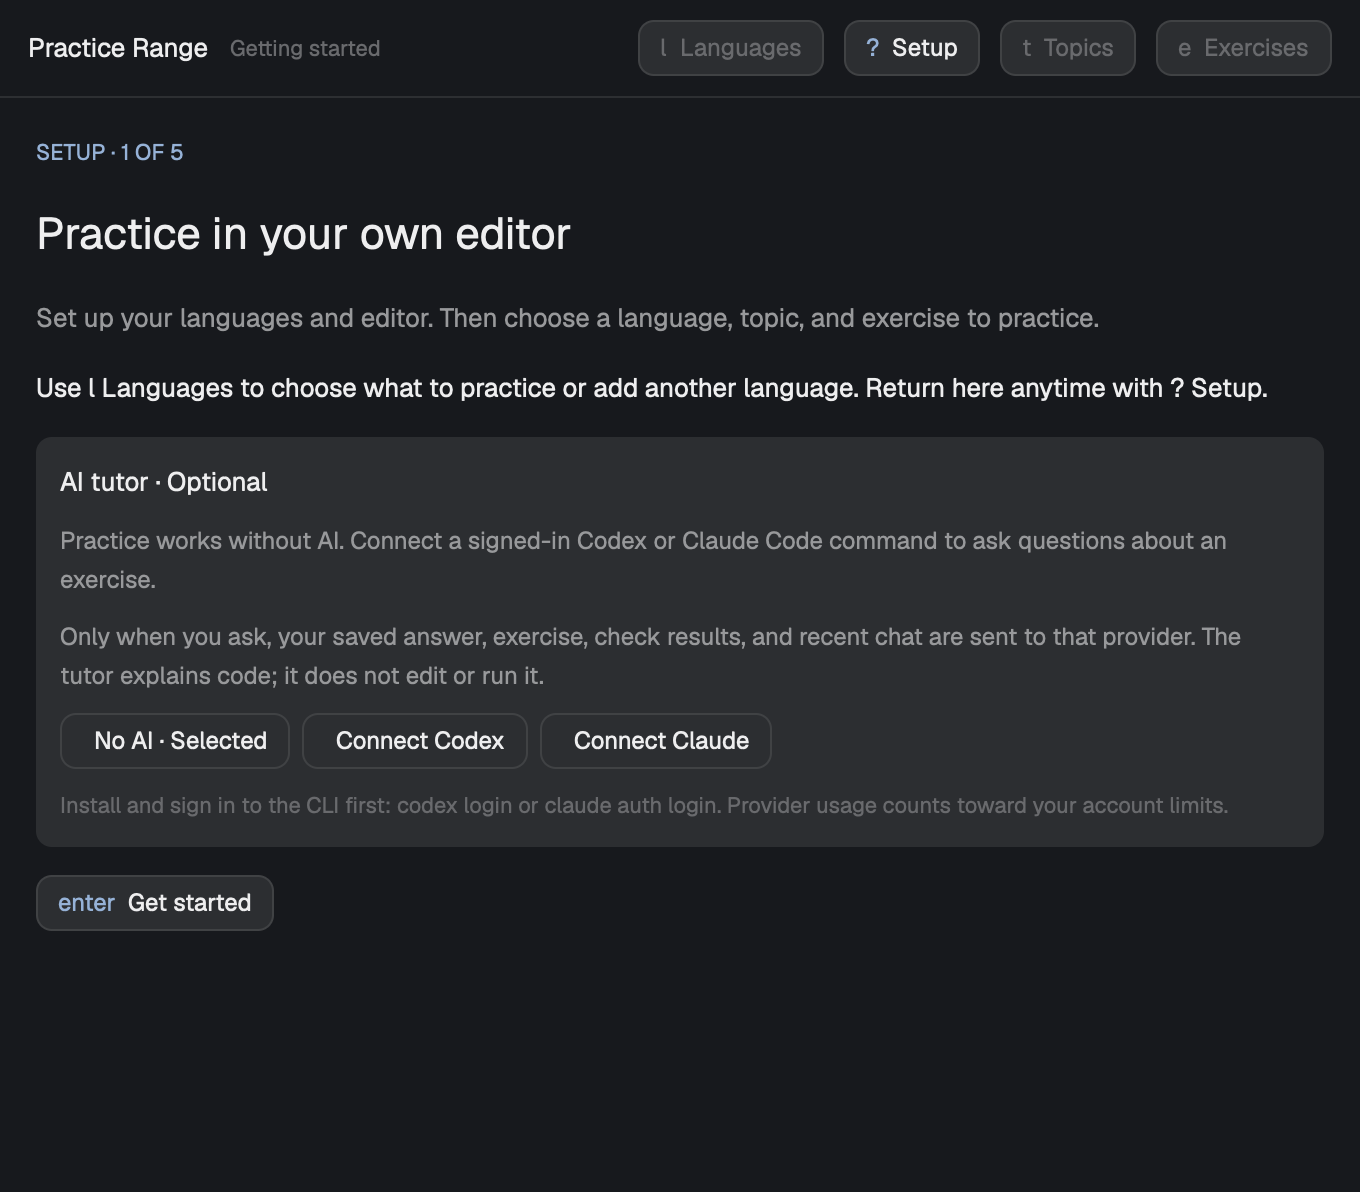 Practice Range Getting started l Languages ? Setup t Topics e Exercises
SETUP · 1 OF 5
Practice in your own editor
Set up your languages and editor. Then choose a language, topic, and exercise to practice.
Use l Languages to choose what to practice or add another language. Return here anytime with ? Setup.
AI tutor · Optional
Practice works without AI. Connect a signed-in Codex or Claude Code command to ask questions about an
exercise.
Only when you ask, your saved answer, exercise, check results, and recent chat are sent to that provider. The
tutor explains code; it does not edit or run it.
No AI · Selected Connect Codex Connect Claude
Install and sign in to the CLI first: codex login or claude auth login. Provider usage counts toward your account limits.
enter Get started